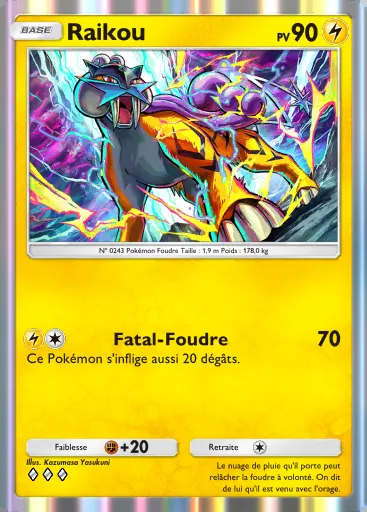 BASE Raikou PV 90
N° 0243 Pokémon Foudre Taille : 1,9 m Poids : 178,0 kg
Fatal-Foudre 70
Ce Pokémon s'inflige aussi 20 dégâts.
Faiblesse +20 Retraite
Illus. Kazumasa Yasukuni
Le nuage de pluie qu'il porte peut
relâcher la foudre à volonté. On dit
de lui qu'il est venu avec l'orage.